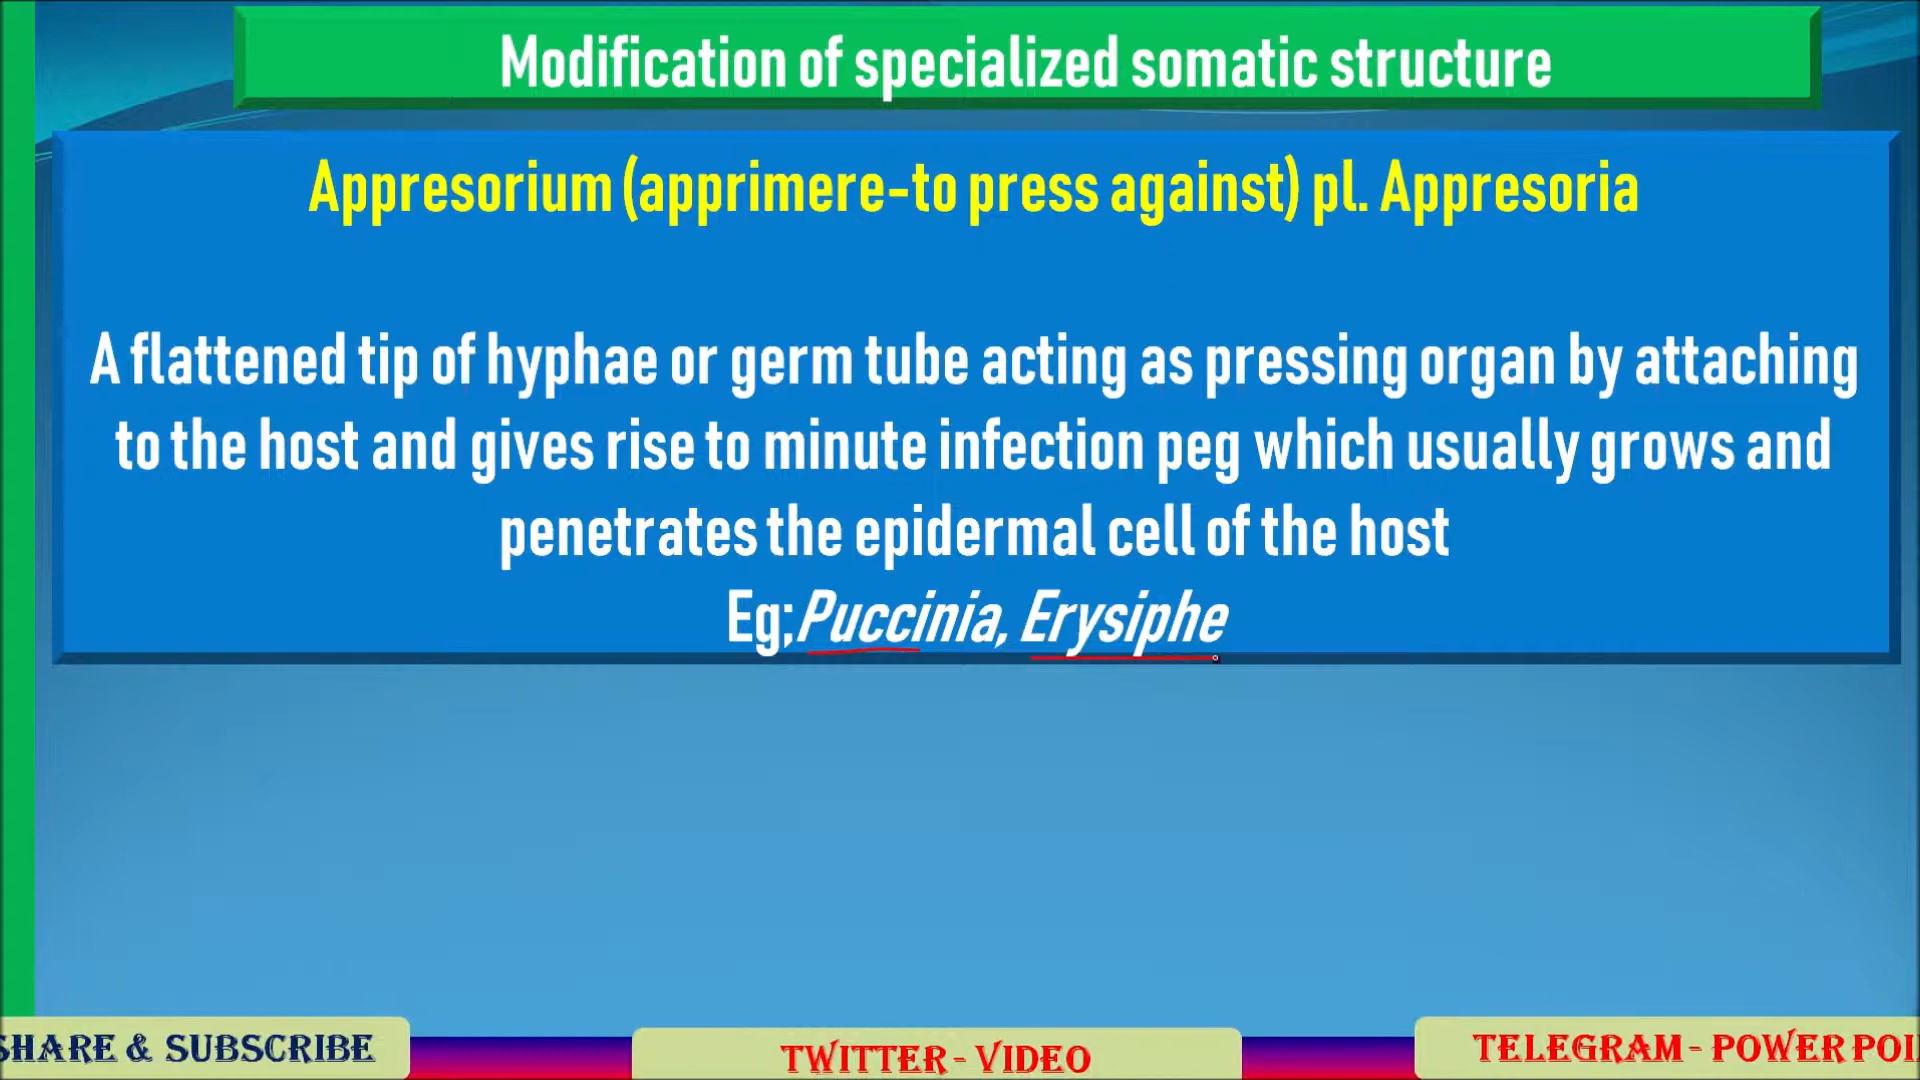 Modification of specialized somatic structure
Appresorium (apprimere-to press against) pl. Appresoria
A flattened tip of hyphae or germ tube acting as pressing organ by attaching
to the host and gives rise to minute infection peg which usually grows and
penetrates the epidermal cell of the host
Eg;Puccinia, Erysiphe
SHARE & SUBSCRIBE
TWITTER - VIDEO
TELEGRAM - POWER POI